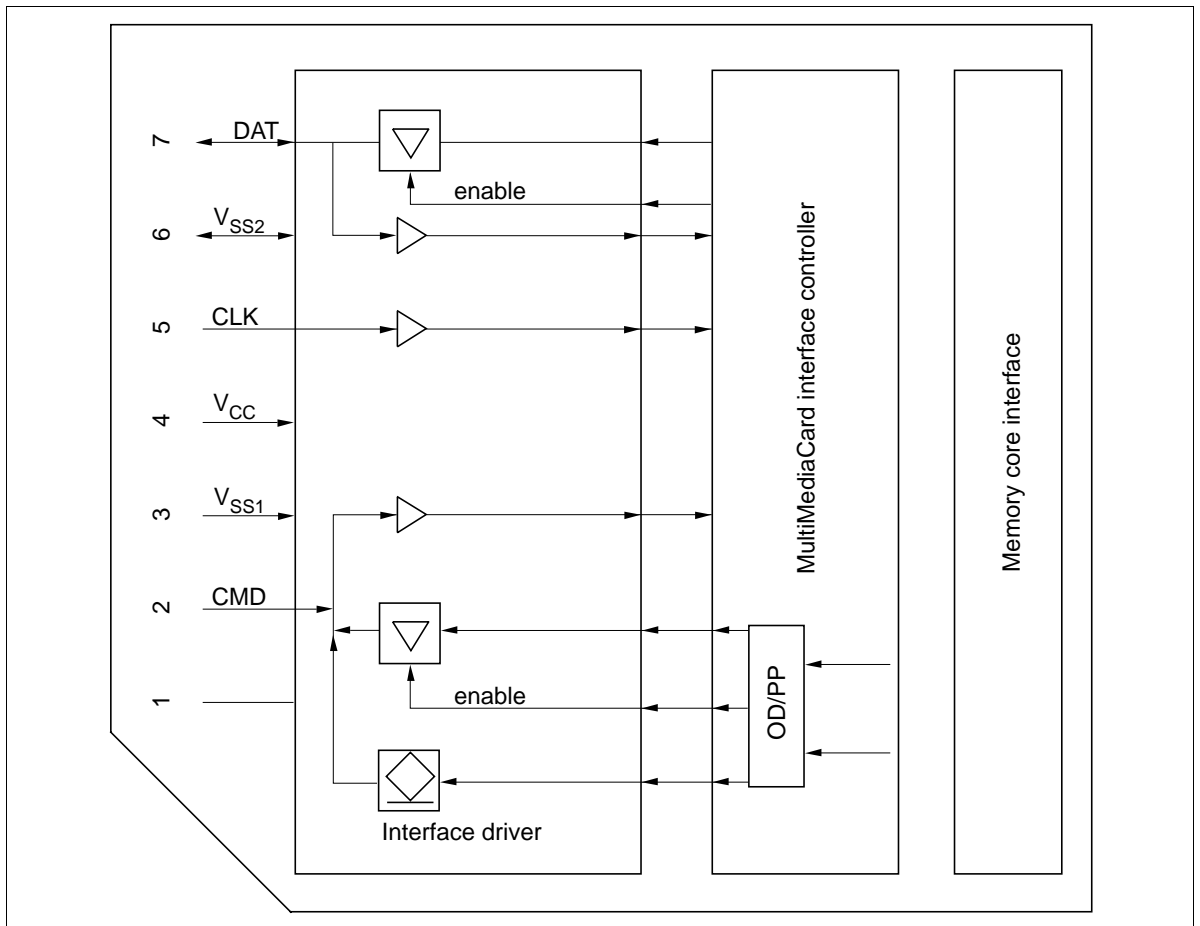 7 DAT
enable
6 VSS2
5 CLK
4 VCC
3 VSS1
2 CMD
1
enable
Interface driver
OD/PP
MultiMediaCard interface controller
Memory core interface